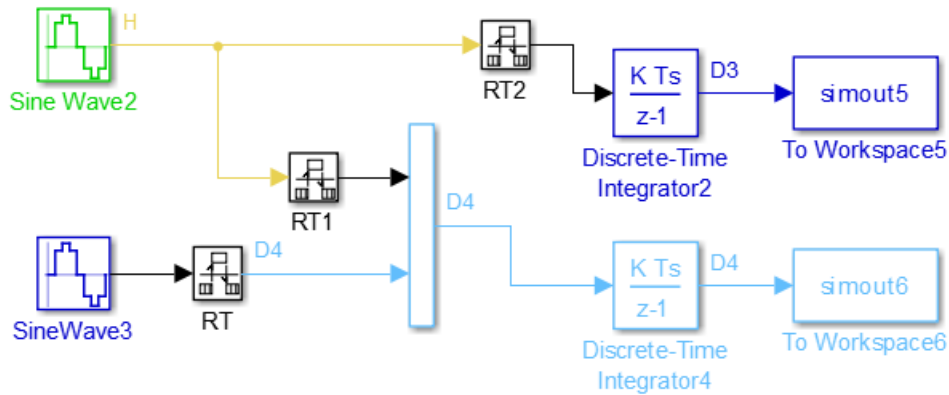 H
Sine Wave2
RT2
K Ts
z-1
D3
simout5
Discrete-Time
Integrator2
To Workspace5
RT1
D4
SineWave3
RT
D4
K Ts
z-1
D4
simout6
Discrete-Time
Integrator4
To Workspace6